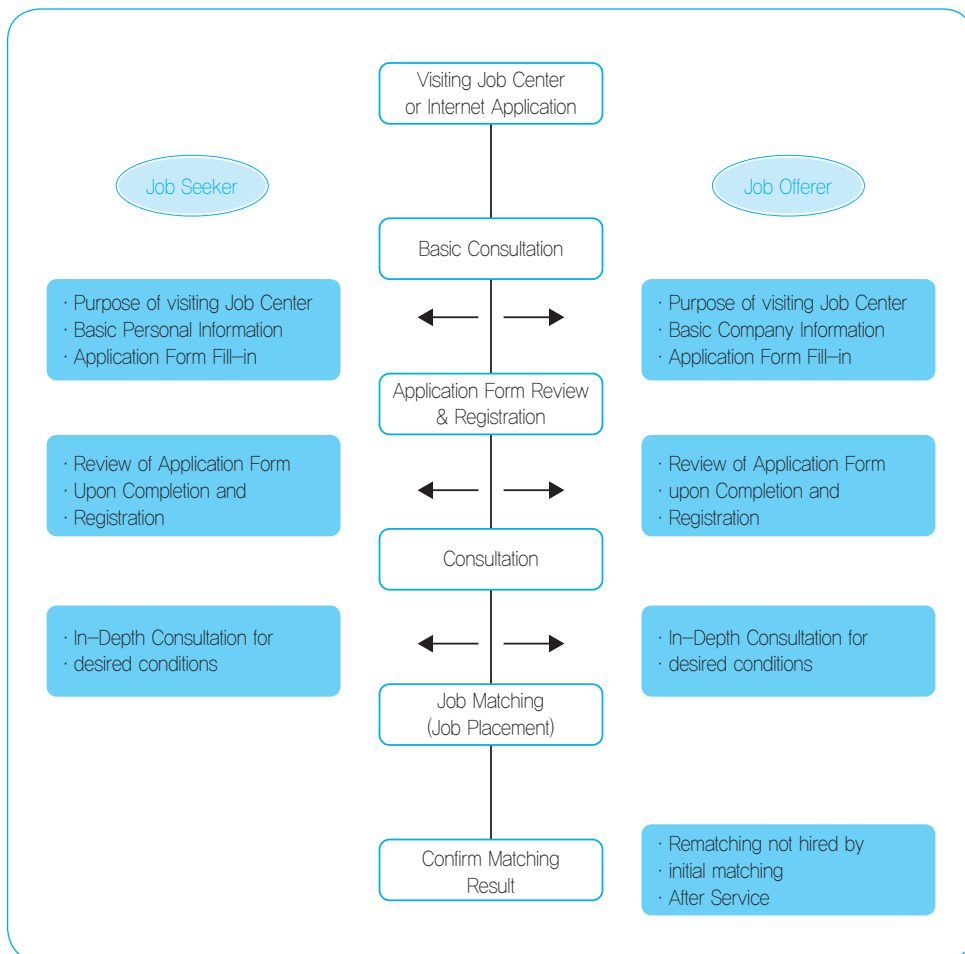 Visiting Job Center
or Internet Application
Job Seeker
Job Offerer
Basic Consultation
· Purpose of visiting Job Center
· Basic Personal Information
· Application Form Fill-in
· Purpose of visiting Job Center
· Basic Company Information
· Application Form Fill-in
Application Form Review
& Registration
· Review of Application Form
· Upon Completion and
· Registration
· Review of Application Form
· upon Completion and
· Registration
Consultation
· In-Depth Consultation for
· desired conditions
· In-Depth Consultation for
· desired conditions
Job Matching
(Job Placement)
Confirm Matching
Result
· Rematching not hired by
· initial matching
· After Service